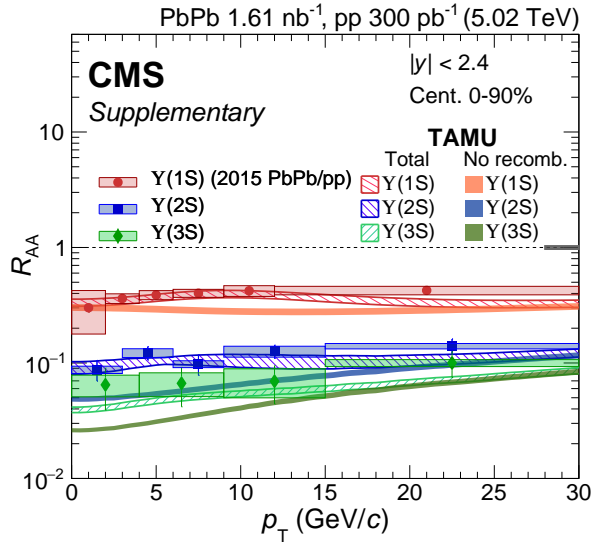 PbPb 1.61 nb⁻¹, pp 300 pb⁻¹ (5.02 TeV)
CMS
Supplementary
|y| < 2.4
Cent. 0-90%
TAMU
Total No recomb.
ϒ(1S) (2015 PbPb/pp) ϒ(1S) ϒ(1S)
ϒ(2S) ϒ(2S) ϒ(2S)
ϒ(3S) ϒ(3S) ϒ(3S)
R_AA
10
1
10⁻¹
10⁻²
0 5 10 15 20 25 30
p_T (GeV/c)